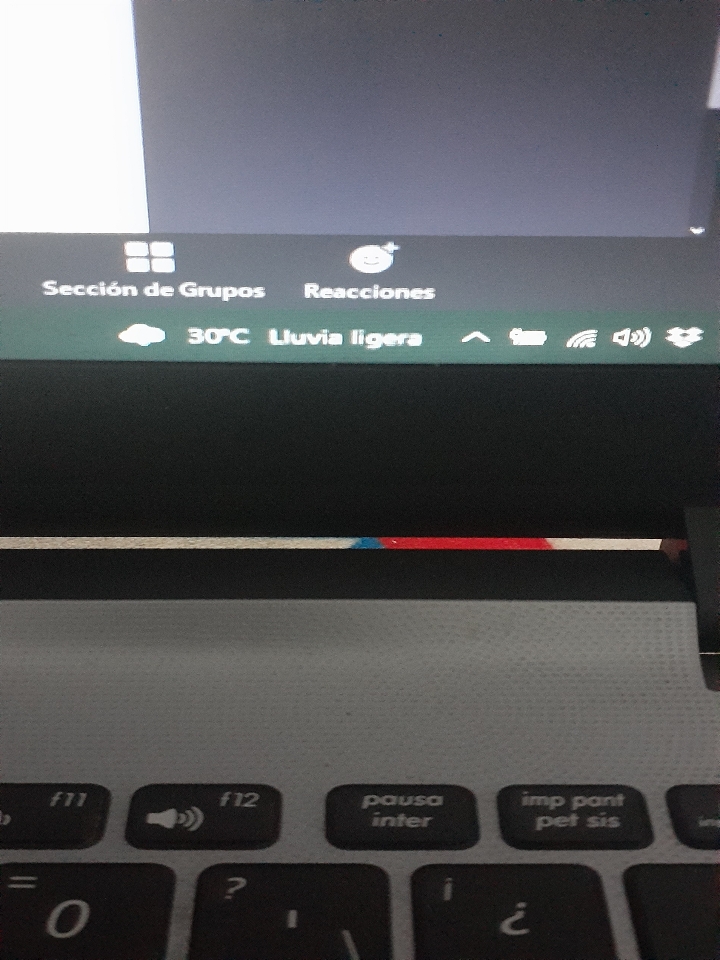 Sección de Grupos Reacciones
30°C Lluvia ligera
f11 f12 pausa inter imp pant pet sis
= 0 ? ' \ ¡ ¿